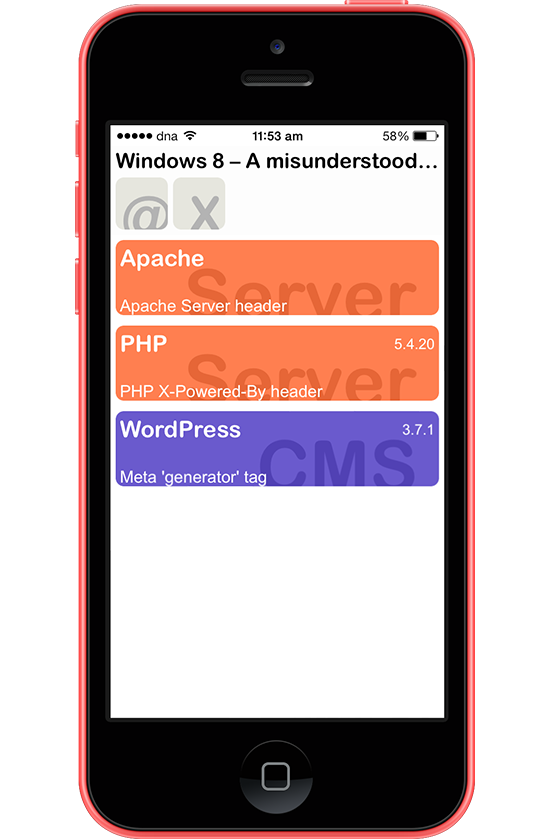 dna 11:53 am 58%
Windows 8 – A misunderstood...
@ X
Apache
Server
Apache Server header
PHP 5.4.20
Server
PHP X-Powered-By header
WordPress 3.7.1
CMS
Meta 'generator' tag